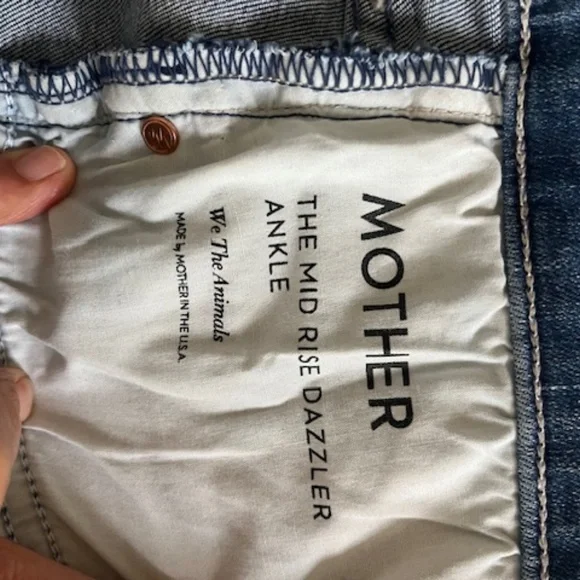 MOTHER
THE MID RISE DAZZLER
ANKLE
We The Animals
MADE by MOTHER IN THE U.S.A.